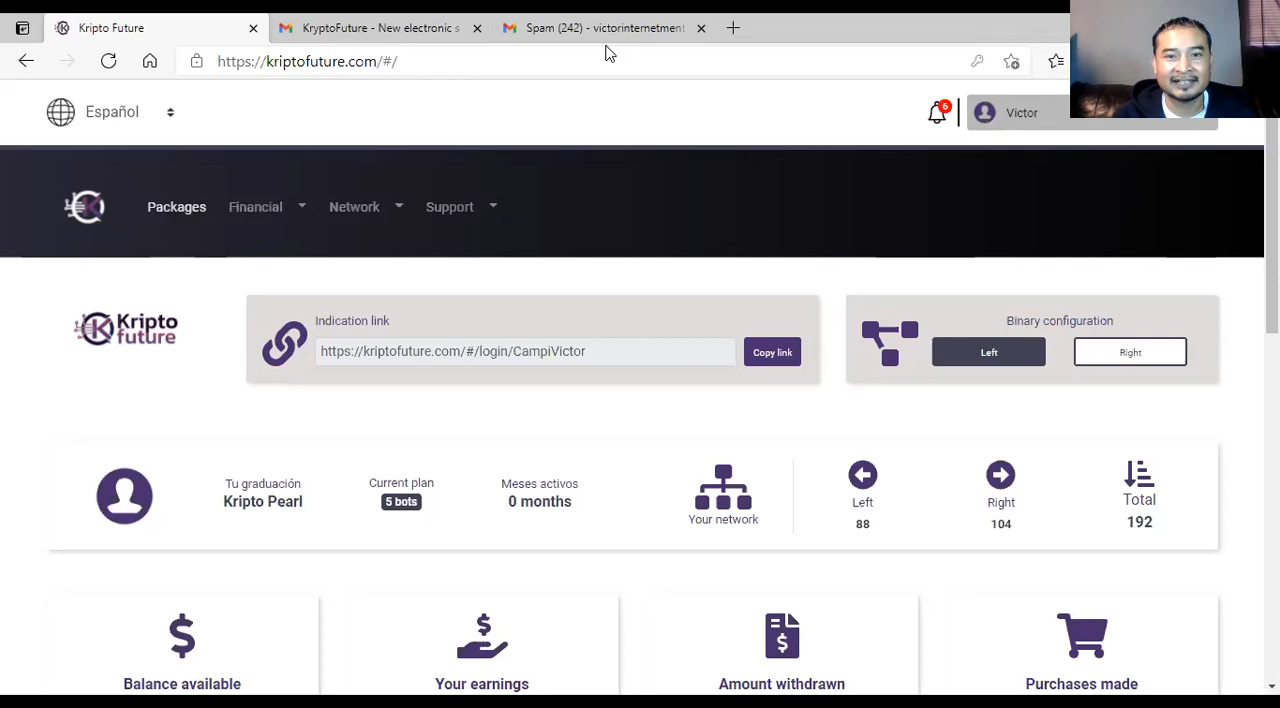 Kripto Future
KryptoFuture - New electronic s
Spam (242) - victorinternetment
https://kriptofuture.com/#/
Español
6
Victor
Packages
Financial
Network
Support
Kripto
future
Indication link
https://kriptofuture.com/#/login/CampiVictor
Copy link
Binary configuration
Left
Right
Tu graduación
Kripto Pearl
Current plan
5 bots
Meses activos
0 months
Your network
Left
88
Right
104
Total
192
Balance available
Your earnings
Amount withdrawn
Purchases made